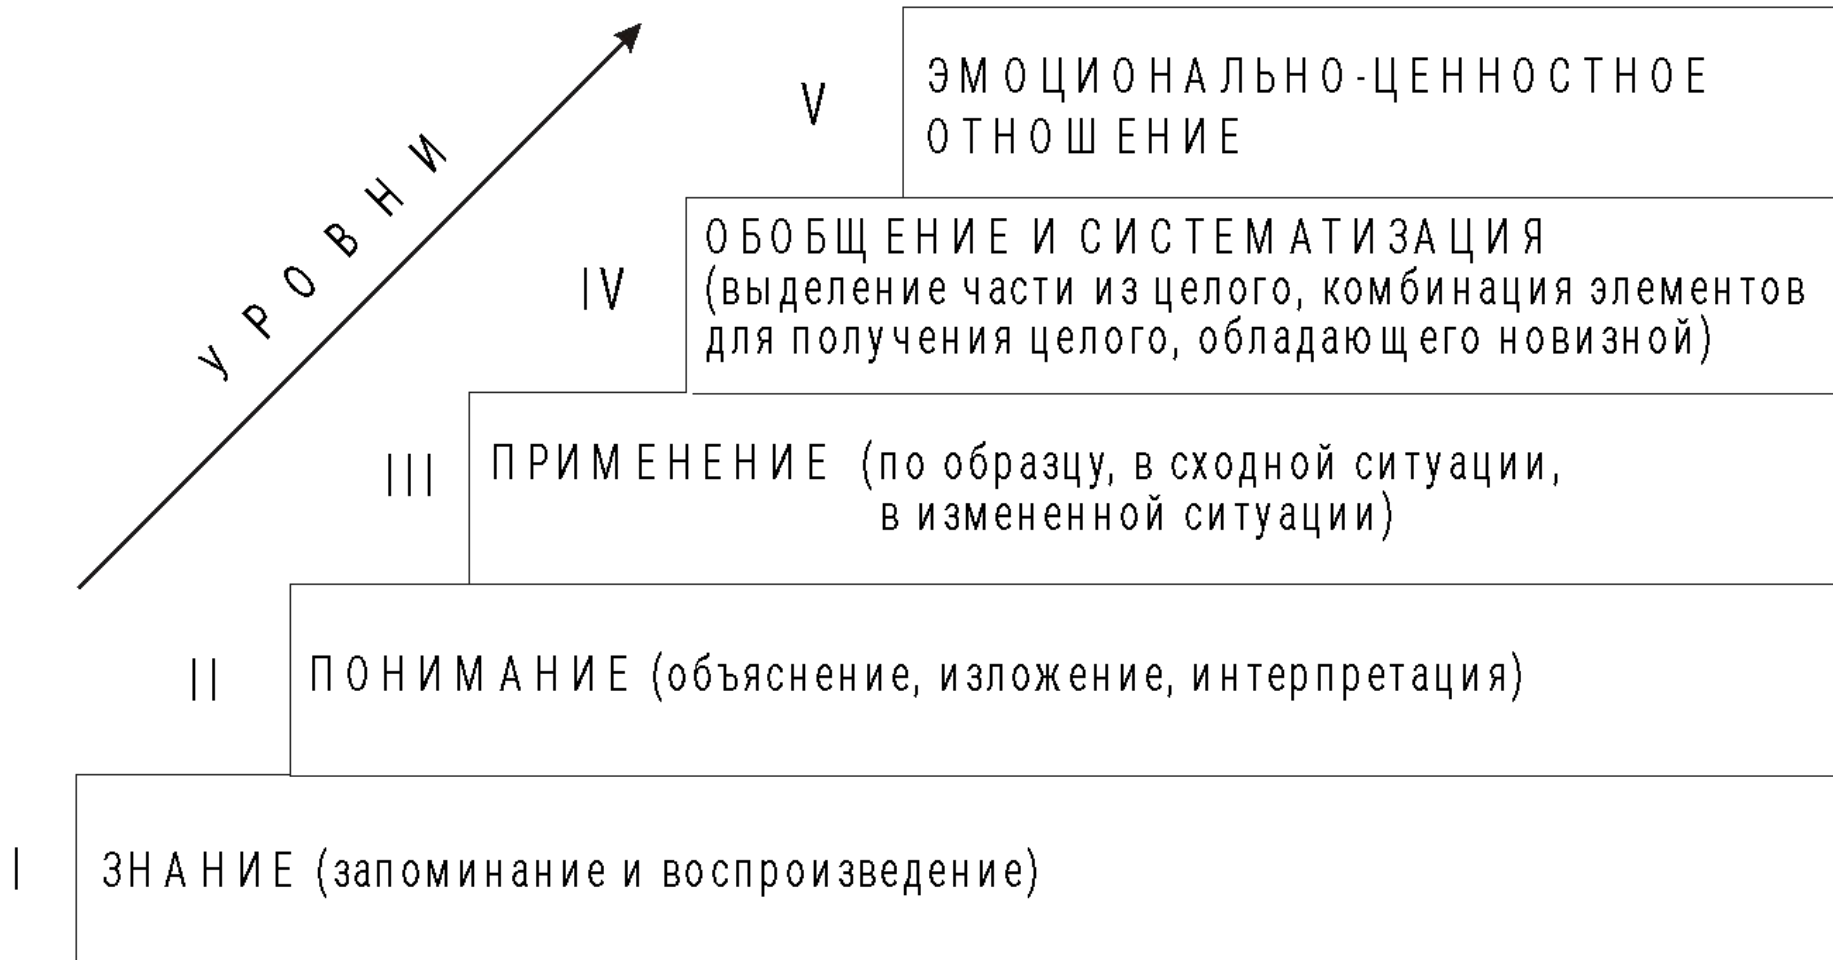 УРОВНИ
V
ЭМОЦИОНАЛЬНО-ЦЕННОСТНОЕ
ОТНОШЕНИЕ
IV
ОБОБЩЕНИЕ И СИСТЕМАТИЗАЦИЯ
(выделение части из целого, комбинация элементов
для получения целого, обладающего новизной)
III
ПРИМЕНЕНИЕ (по образцу, в сходной ситуации,
в измененной ситуации)
II
ПОНИМАНИЕ (объяснение, изложение, интерпретация)
I
ЗНАНИЕ (запоминание и воспроизведение)